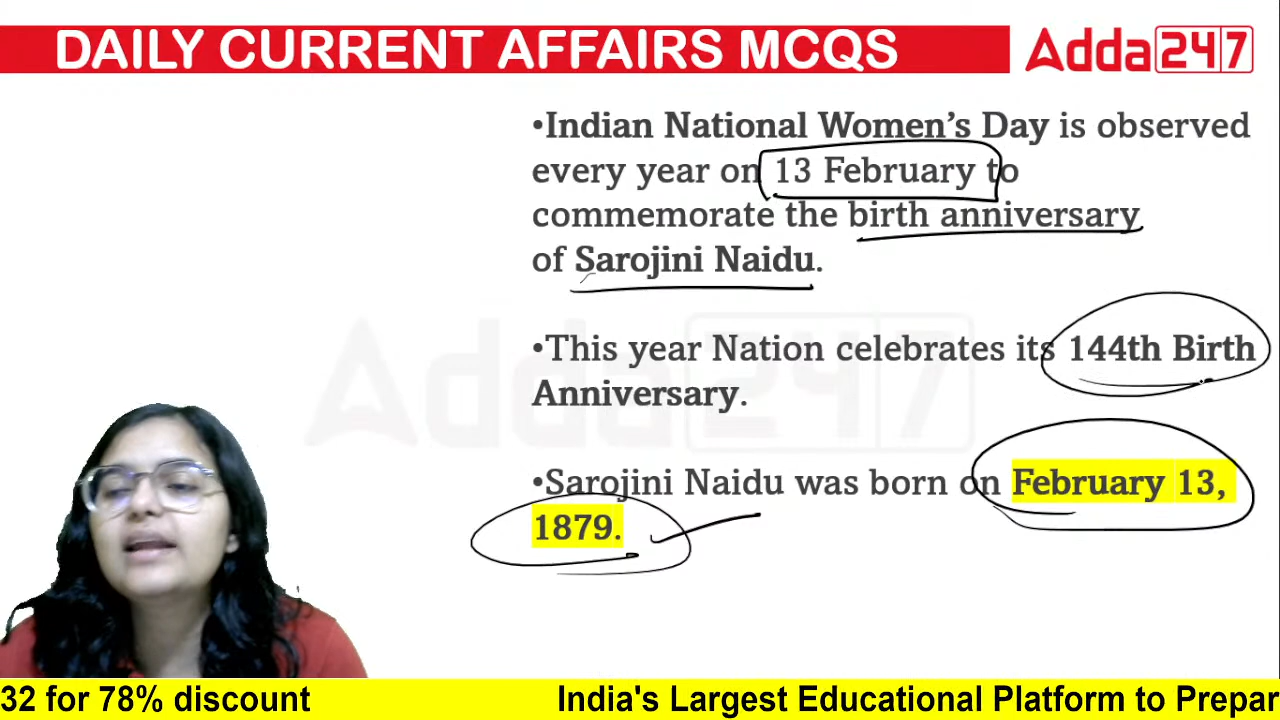 DAILY CURRENT AFFAIRS MCQS
Adda247
•Indian National Women's Day is observed
every year on 13 February to
commemorate the birth anniversary
of Sarojini Naidu.
•This year Nation celebrates its 144th Birth
Anniversary.
•Sarojini Naidu was born on February 13,
1879.
Adda247
32 for 78% discount
India's Largest Educational Platform to Prepar